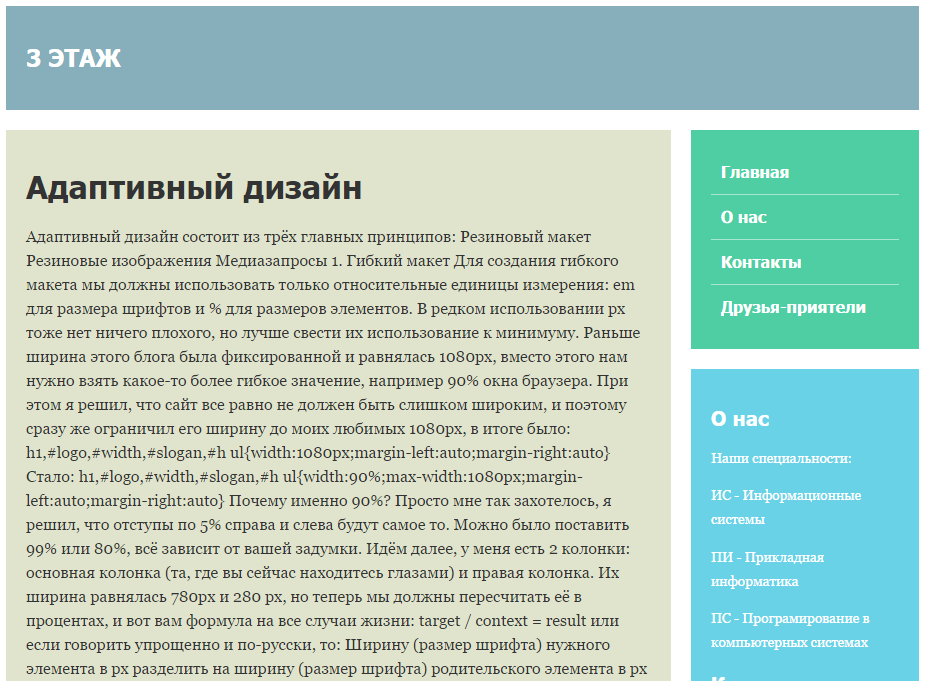 3 ЭТАЖ
Адаптивный дизайн
Адаптивный дизайн состоит из трёх главных принципов: Резиновый макет
Резиновые изображения Медиазапросы 1. Гибкий макет Для создания гибкого
макета мы должны использовать только относительные единицы измерения: em
для размера шрифтов и % для размеров элементов. В редком использовании px
тоже нет ничего плохого, но лучше свести их использование к минимуму. Раньше
ширина этого блога была фиксированной и равнялась 1080px, вместо этого нам
нужно взять какое-то более гибкое значение, например 90% окна браузера. При
этом я решил, что сайт все равно не должен быть слишком широким, и поэтому
сразу же ограничил его ширину до моих любимых 1080px, в итоге было:
h1,#logo,#width,#slogan,#h ul{width:1080px;margin-left:auto;margin-right:auto}
Стало: h1,#logo,#width,#slogan,#h ul{width:90%;max-width:1080px;margin-
left:auto;margin-right:auto} Почему именно 90%? Просто мне так захотелось, я
решил, что отступы по 5% справа и слева будут самое то. Можно было поставить
99% или 80%, всё зависит от вашей задумки. Идём далее, у меня есть 2 колонки:
основная колонка (та, где вы сейчас находитесь глазами) и правая колонка. Их
ширина равнялась 780px и 280 px, но теперь мы должны пересчитать её в
процентах, и вот вам формула на все случаи жизни: target / context = result или
если говорить упрощенно и по-русски, то: Ширину (размер шрифта) нужного
элемента в px разделить на ширину (размер шрифта) родительского элемента в px
Главная
О нас
Контакты
Друзья-приятели
О нас
Наши специальности:
ИС - Информационные
системы
ПИ - Прикладная
информатика
ПС - Програмирование в
компьютерных системах